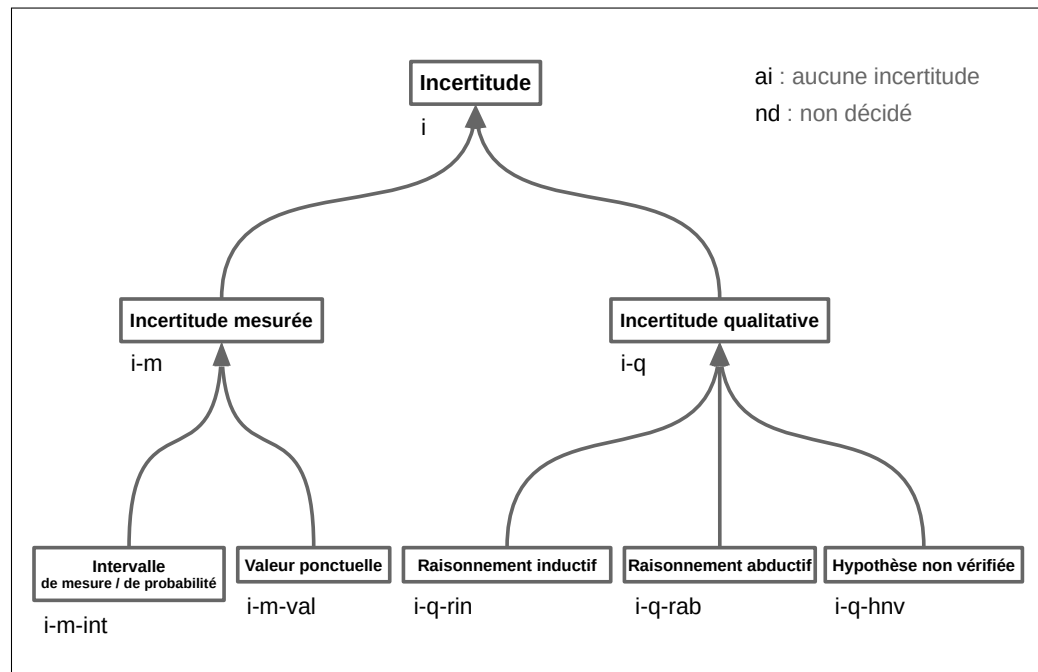 Incertitude
i
ai : aucune incertitude
nd : non décidé
Incertitude mesurée
i-m
Incertitude qualitative
i-q
Intervalle
de mesure / de probabilité
i-m-int
Valeur ponctuelle
i-m-val
Raisonnement inductif
i-q-rin
Raisonnement abductif
i-q-rab
Hypothèse non vérifiée
i-q-hnv